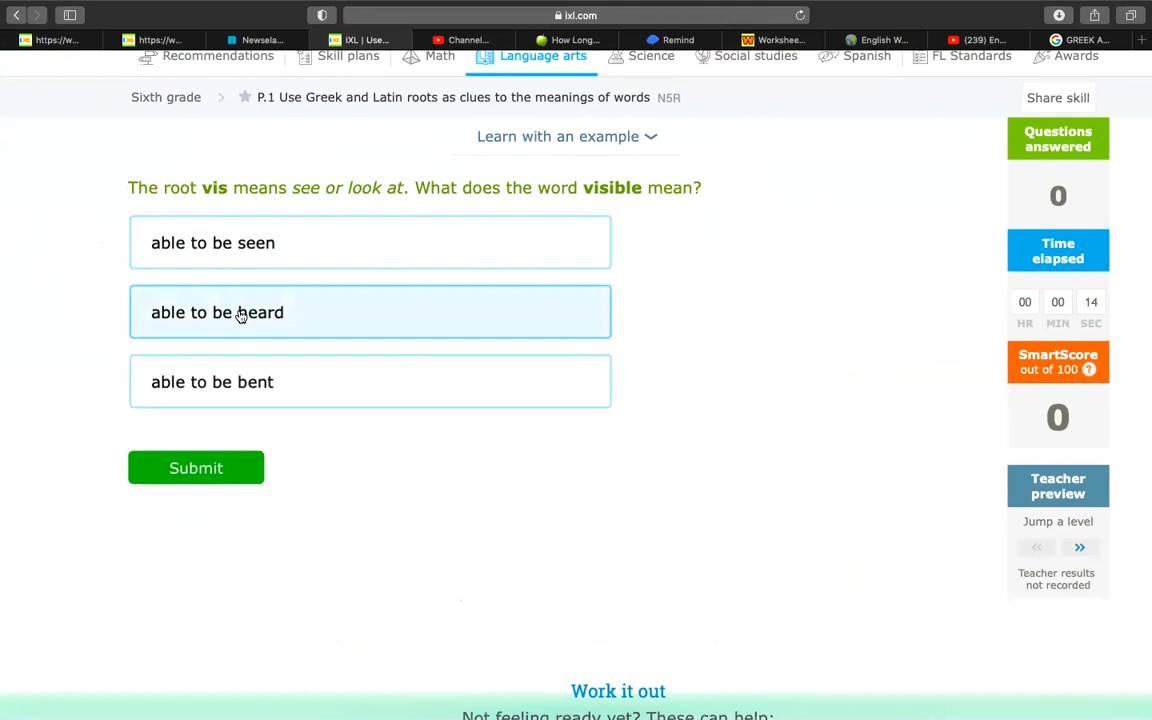 ixl.com
https://w...
https://w...
Newsela...
IXL | Use...
Channel...
How Long...
Remind
Workshee...
English W...
(239) En...
GREEK A...
Recommendations
Skill plans
Math
Language arts
Science
Social studies
Spanish
FL Standards
Awards
Sixth grade
P.1 Use Greek and Latin roots as clues to the meanings of words N5R
Share skill
Learn with an example
Questions
answered
0
The root vis means see or look at. What does the word visible mean?
able to be seen
able to be heard
able to be bent
Submit
Time
elapsed
00 00 14
HR MIN SEC
SmartScore
out of 100 ?
0
Teacher
preview
Jump a level
<< >>
Teacher results
not recorded
Work it out
Not feeling ready yet? These can help: